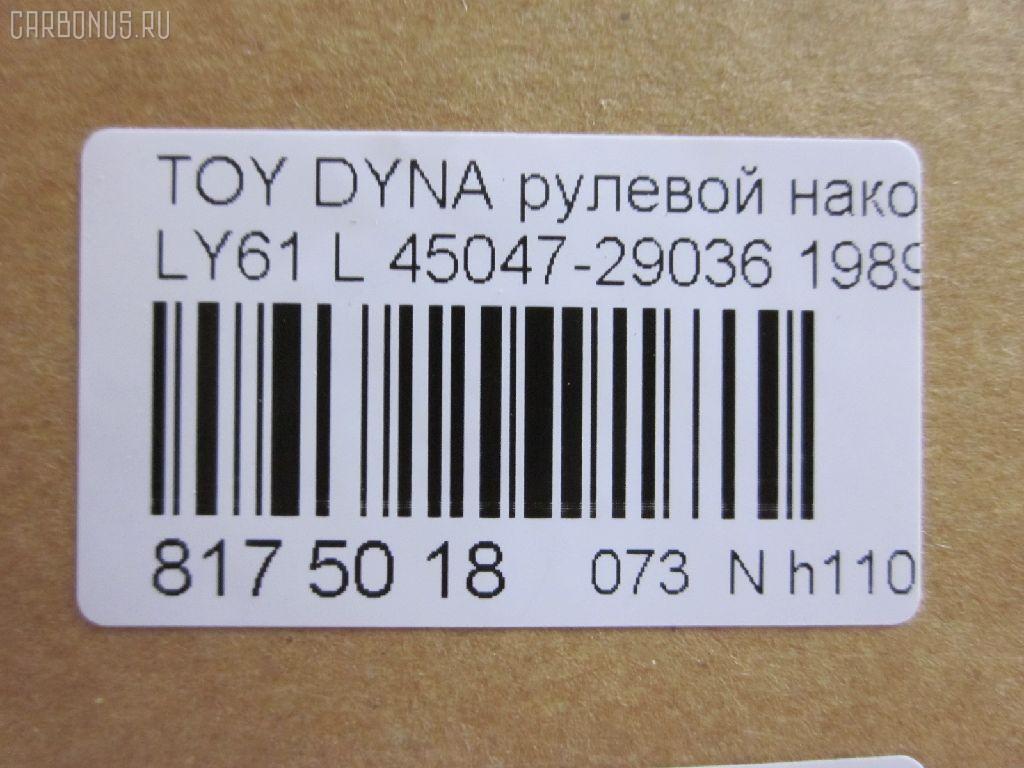 CARBONUS.RU
TOY DYNA рулевой нако
LY61 L 45047-29036 1989
817 50 18 073 N h110